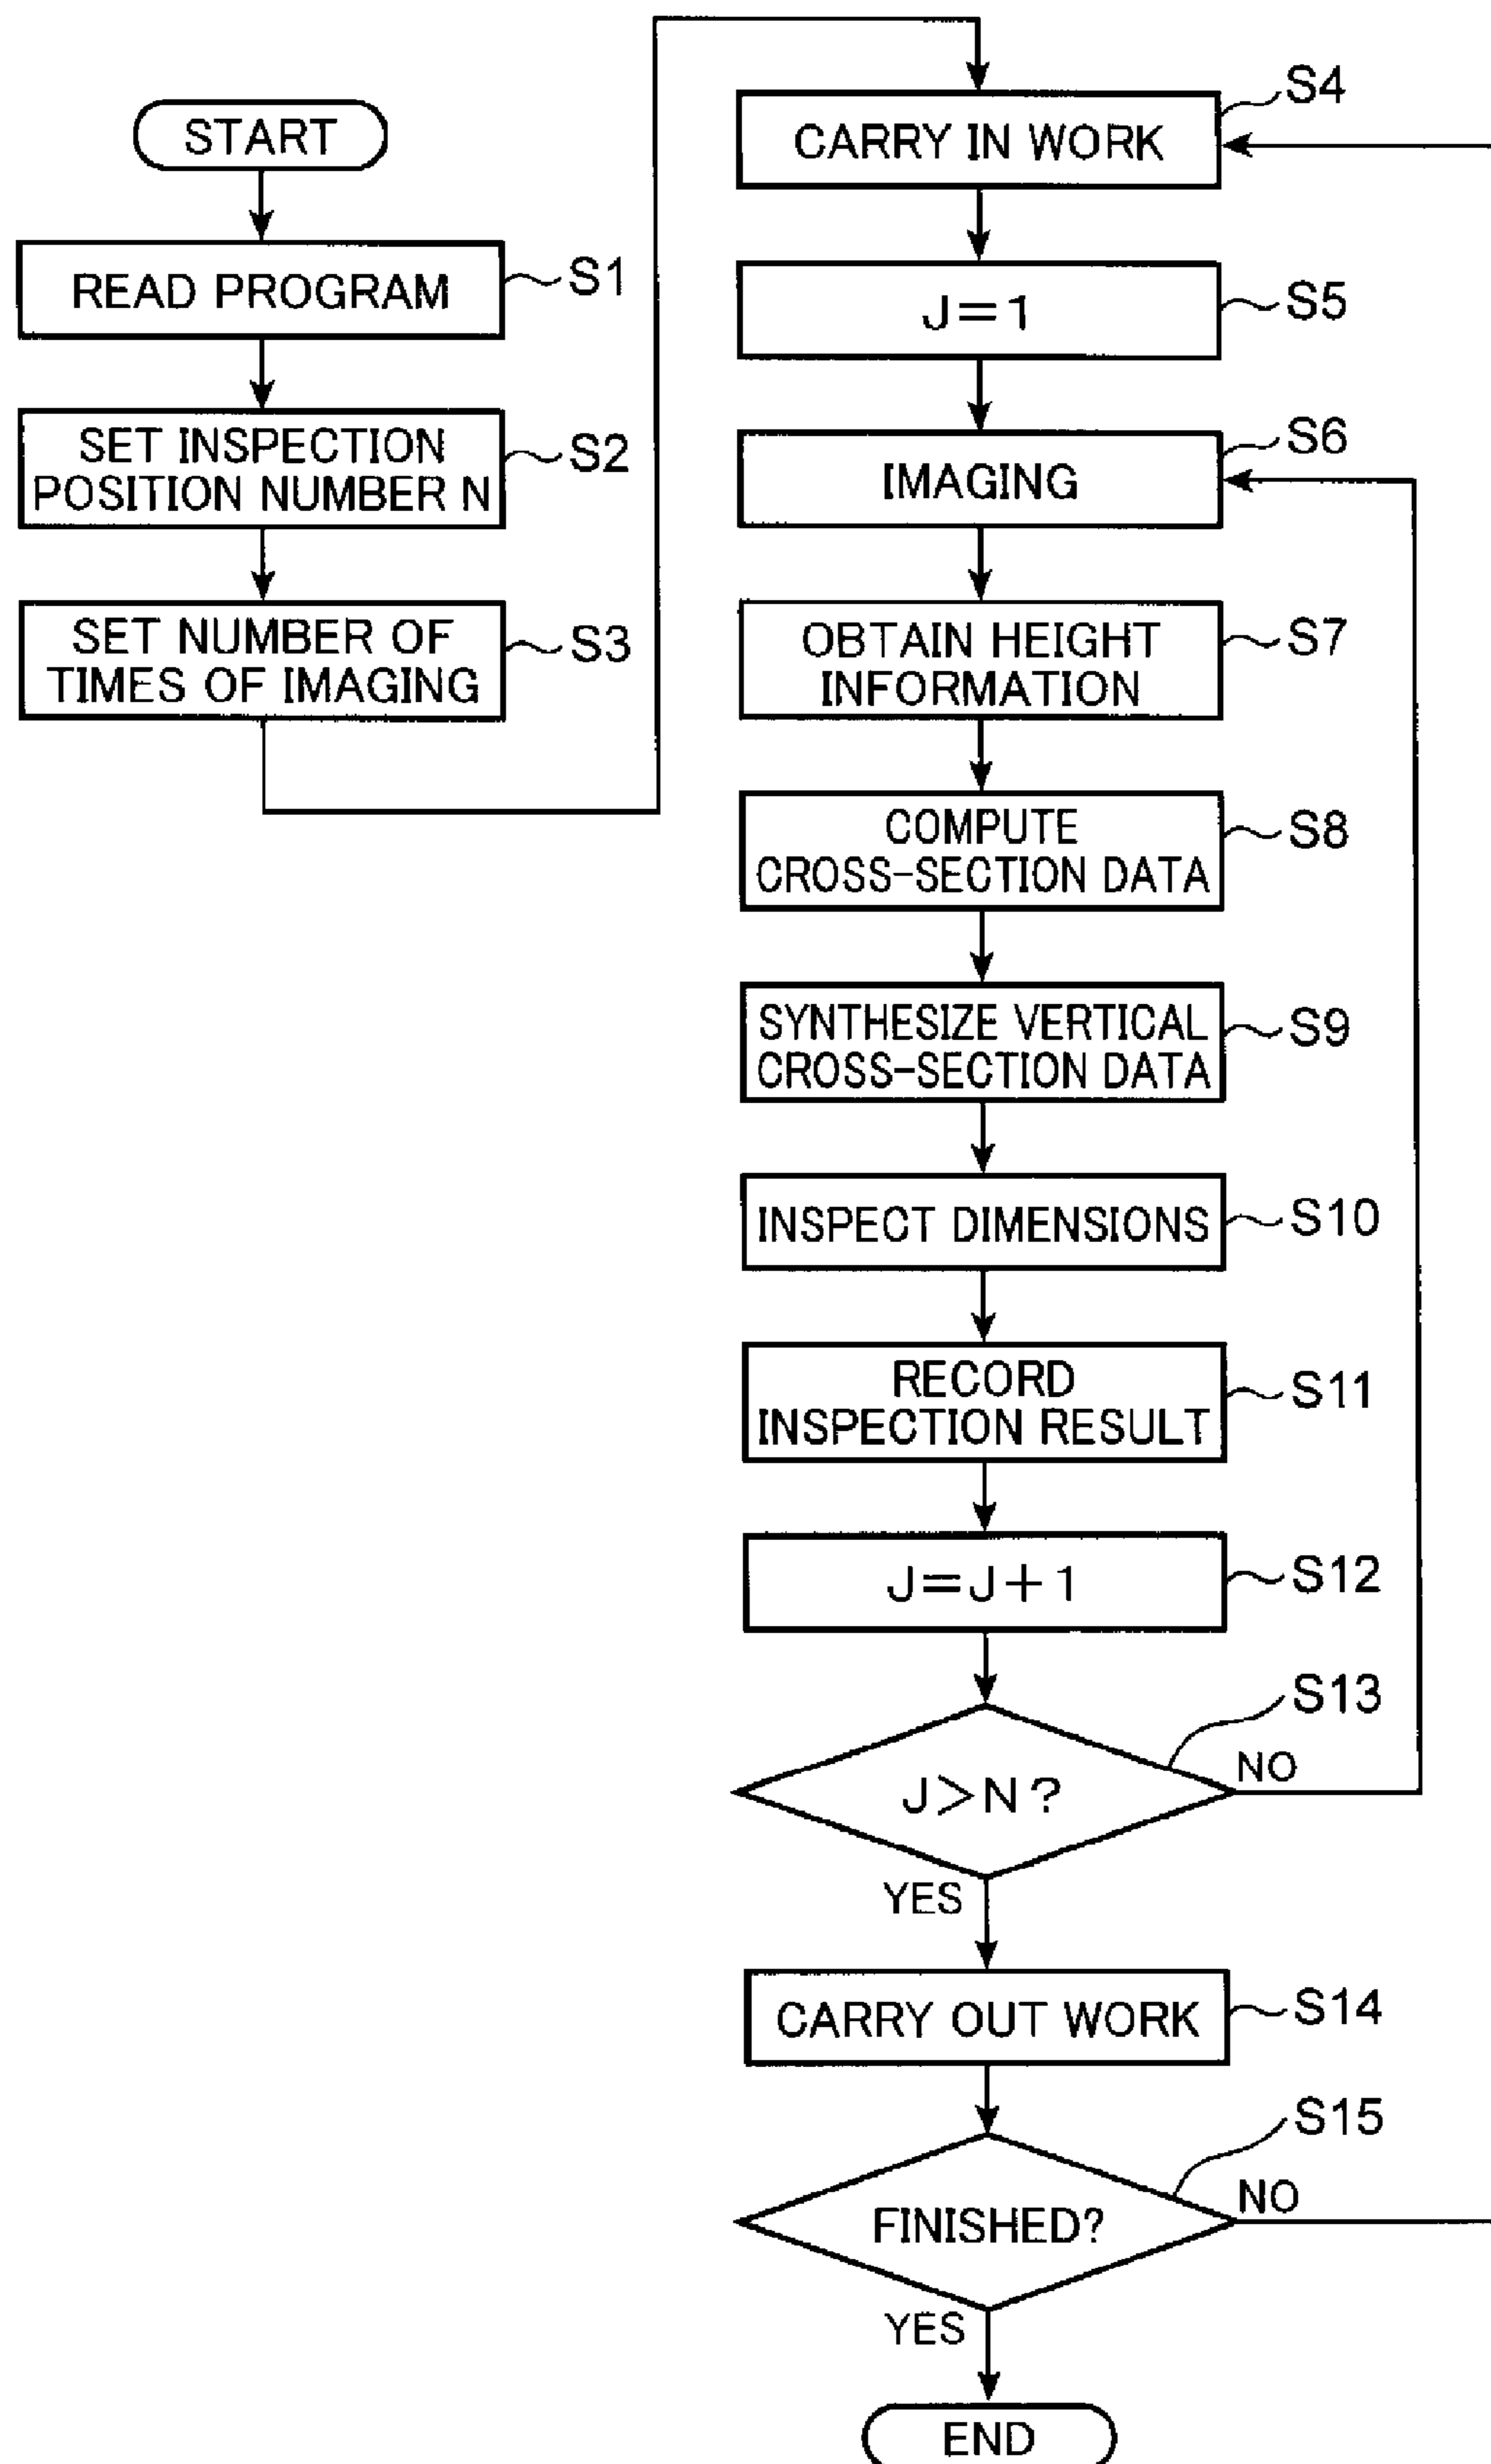 START
READ PROGRAM
S1
SET INSPECTION
POSITION NUMBER N
S2
SET NUMBER OF
TIMES OF IMAGING
S3
CARRY IN WORK
S4
J=1
S5
IMAGING
S6
OBTAIN HEIGHT
INFORMATION
S7
COMPUTE
CROSS-SECTION DATA
S8
SYNTHESIZE VERTICAL
CROSS-SECTION DATA
S9
INSPECT DIMENSIONS
S10
RECORD
INSPECTION RESULT
S11
J=J+1
S12
J>N?
S13
NO
YES
CARRY OUT WORK
S14
FINISHED?
S15
NO
YES
END